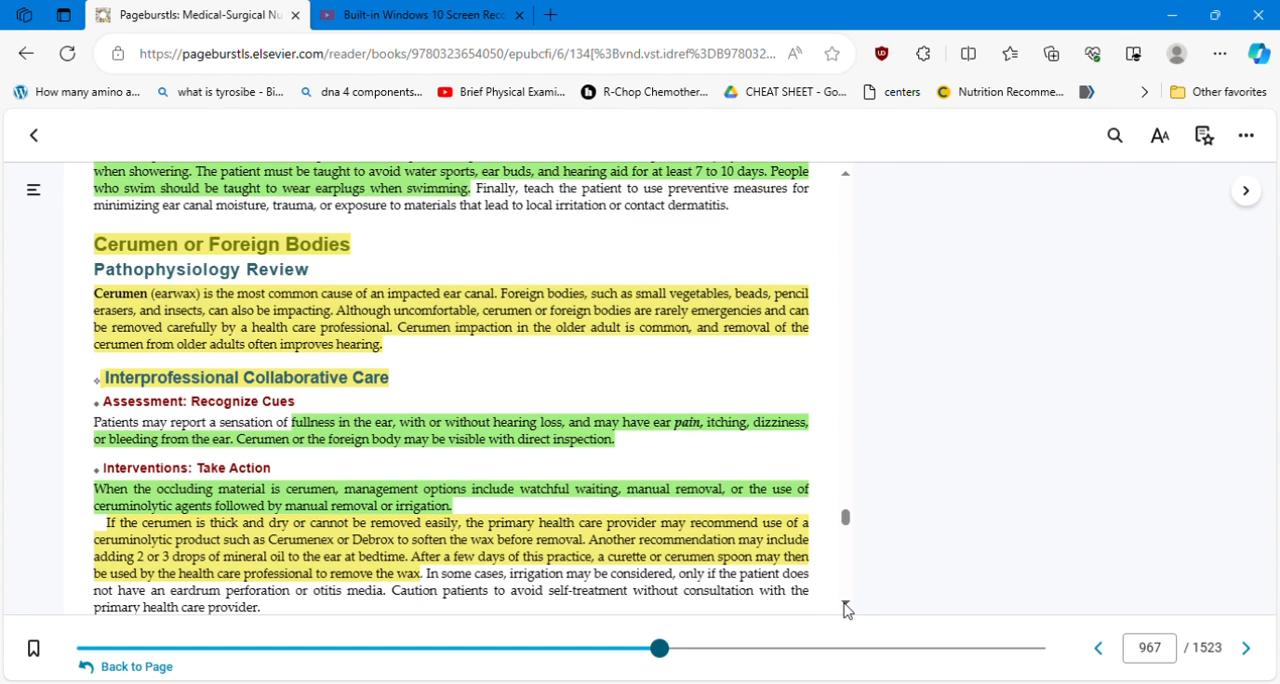 Pageburstls: Medical-Surgical Nu
Built-in Windows 10 Screen Reco
https://pageburstls.elsevier.com/reader/books/9780323654050/epubcfi/6/134[%3Bvnd.vst.idref%3DB978032...
How many amino a...
what is tyrosibe - Bi...
dna 4 components...
Brief Physical Exami...
R-Chop Chemother...
CHEAT SHEET - Go...
centers
Nutrition Recomme...
Other favorites
when showering. The patient must be taught to avoid water sports, ear buds, and hearing aid for at least 7 to 10 days. People
who swim should be taught to wear earplugs when swimming. Finally, teach the patient to use preventive measures for
minimizing ear canal moisture, trauma, or exposure to materials that lead to local irritation or contact dermatitis.
Cerumen or Foreign Bodies
Pathophysiology Review
Cerumen (earwax) is the most common cause of an impacted ear canal. Foreign bodies, such as small vegetables, beads, pencil
erasers, and insects, can also be impacting. Although uncomfortable, cerumen or foreign bodies are rarely emergencies and can
be removed carefully by a health care professional. Cerumen impaction in the older adult is common, and removal of the
cerumen from older adults often improves hearing.
Interprofessional Collaborative Care
Assessment: Recognize Cues
Patients may report a sensation of fullness in the ear, with or without hearing loss, and may have ear pain, itching, dizziness,
or bleeding from the ear. Cerumen or the foreign body may be visible with direct inspection.
Interventions: Take Action
When the occluding material is cerumen, management options include watchful waiting, manual removal, or the use of
ceruminolytic agents followed by manual removal or irrigation.
If the cerumen is thick and dry or cannot be removed easily, the primary health care provider may recommend use of a
ceruminolytic product such as Cerumenex or Debrox to soften the wax before removal. Another recommendation may include
adding 2 or 3 drops of mineral oil to the ear at bedtime. After a few days of this practice, a curette or cerumen spoon may then
be used by the health care professional to remove the wax. In some cases, irrigation may be considered, only if the patient does
not have an eardrum perforation or otitis media. Caution patients to avoid self-treatment without consultation with the
primary health care provider.
967 / 1523
Back to Page